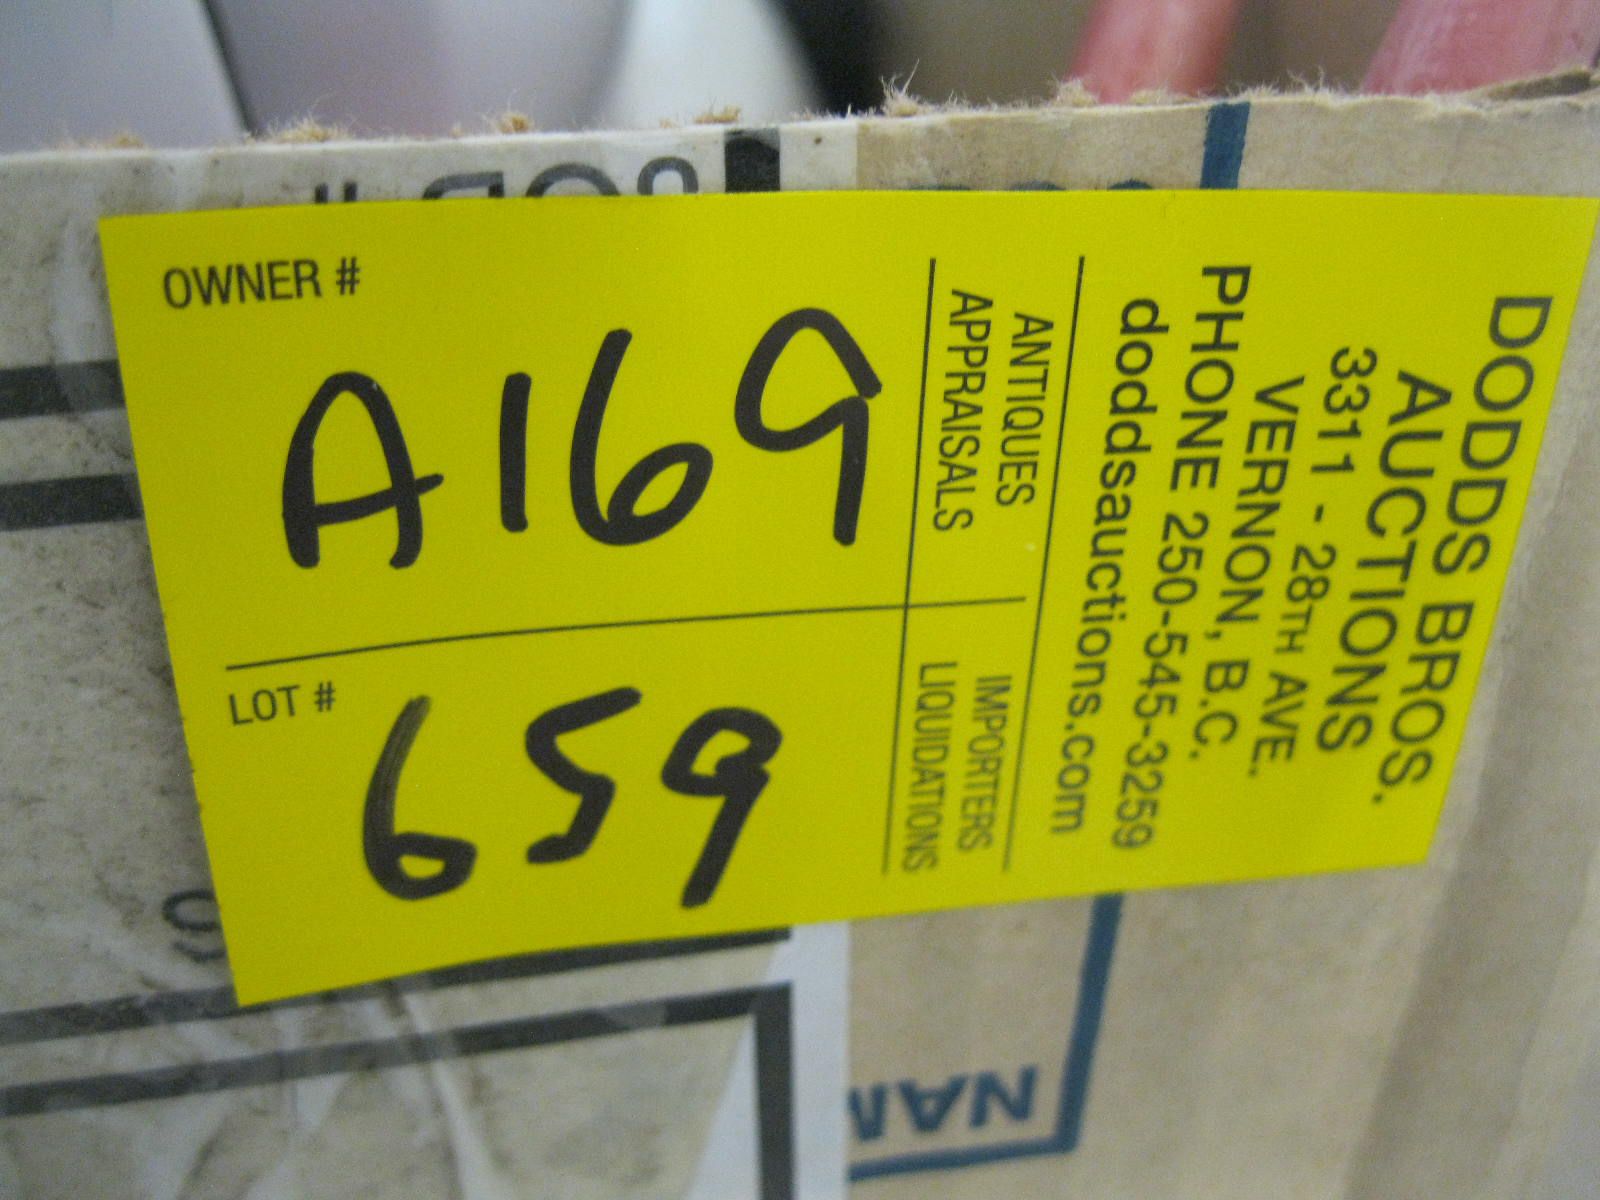 OWNER #
A169
LOT #
659
ANTIQUES
APPRAISALS
IMPORTERS
LIQUIDATIONS
DODDS BROS.
AUCTIONS
3311 - 28TH AVE.
VERNON, B.C.
PHONE 250-545-3259
doddsauctions.com